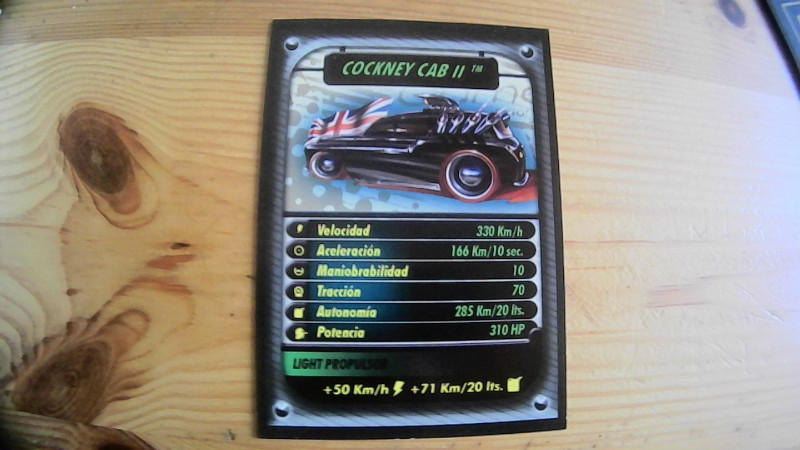 COCKNEY CAB II ™
Velocidad 330 Km/h
Aceleración 166 Km/10 sec.
Maniobrabilidad 10
Tracción 70
Autonomía 285 Km/20 lts.
Potencia 310 HP
LIGHT PROPULSER
+50 Km/h +71 Km/20 lts.